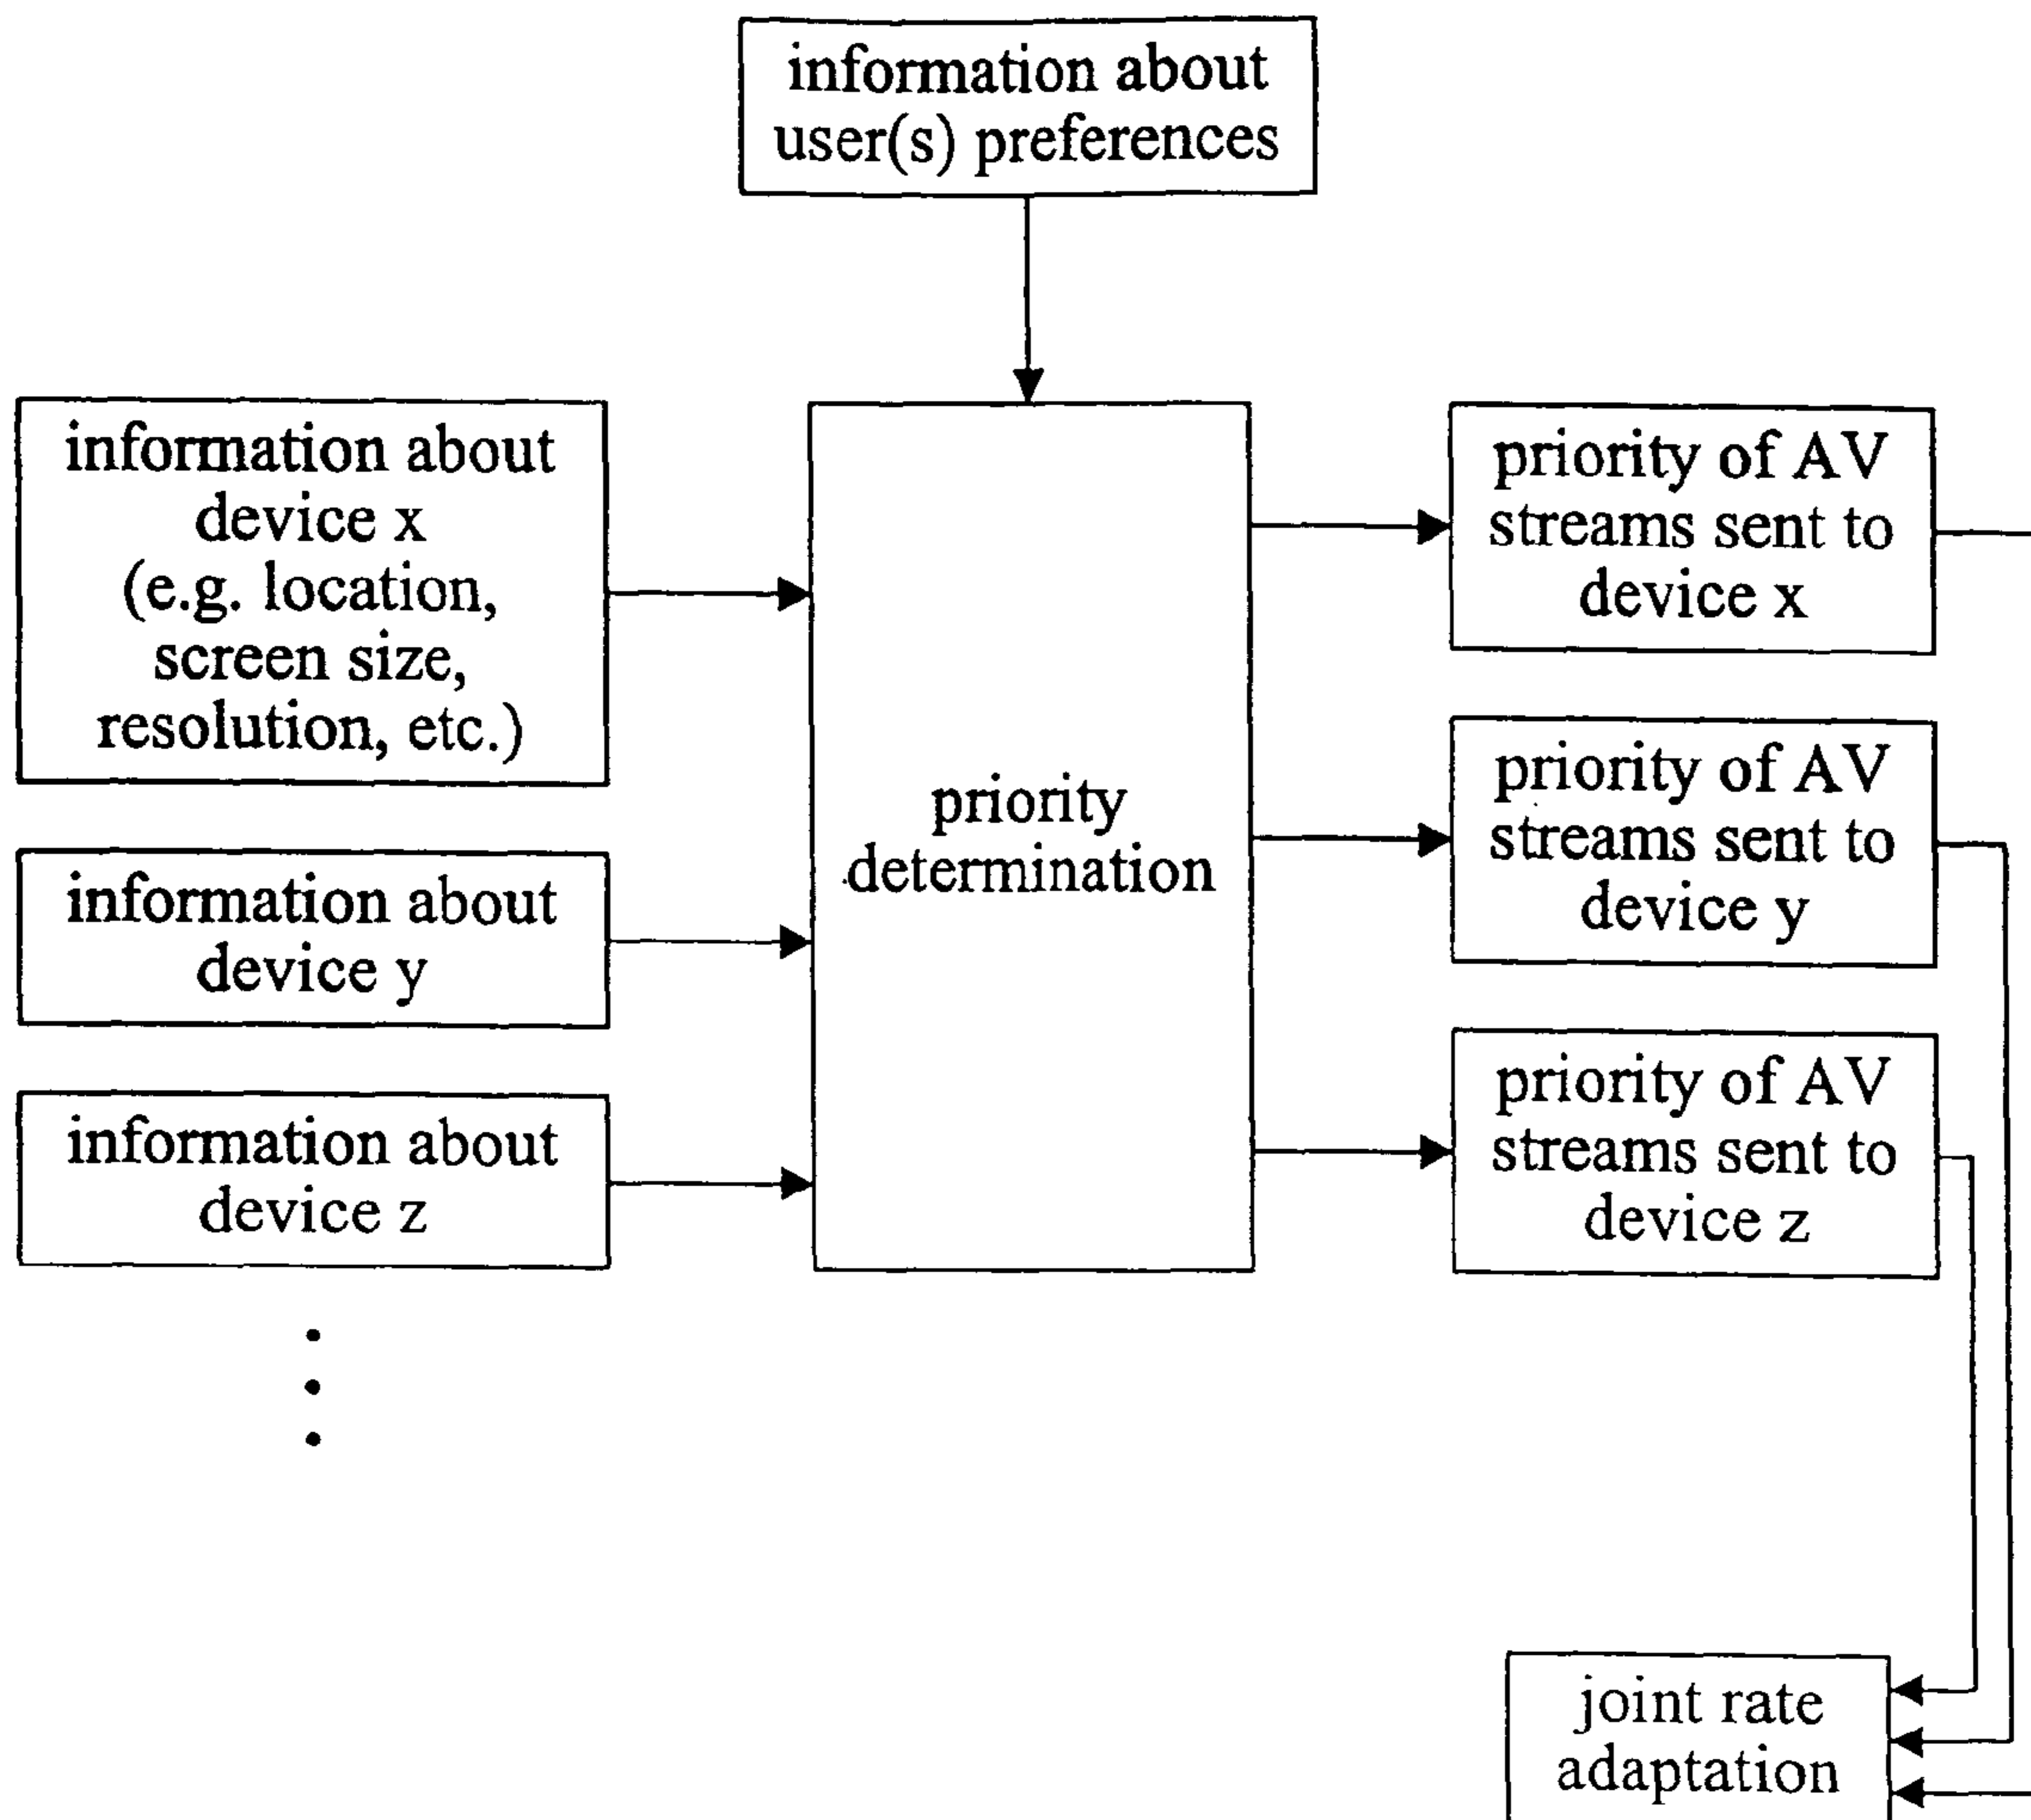 information about
user(s) preferences
information about
device x
(e.g. location,
screen size,
resolution, etc.)
information about
device y
information about
device z
priority
determination
priority of AV
streams sent to
device x
priority of AV
streams sent to
device y
priority of AV
streams sent to
device z
joint rate
adaptation